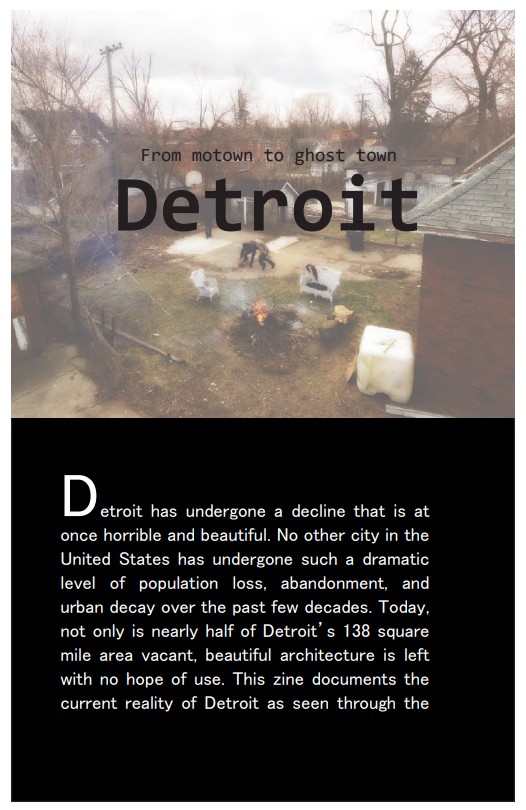 From motown to ghost town
Detroit
Detroit has undergone a decline that is at
once horrible and beautiful. No other city in the
United States has undergone such a dramatic
level of population loss, abandonment, and
urban decay over the past few decades. Today,
not only is nearly half of Detroit’s 138 square
mile area vacant, beautiful architecture is left
with no hope of use. This zine documents the
current reality of Detroit as seen through the